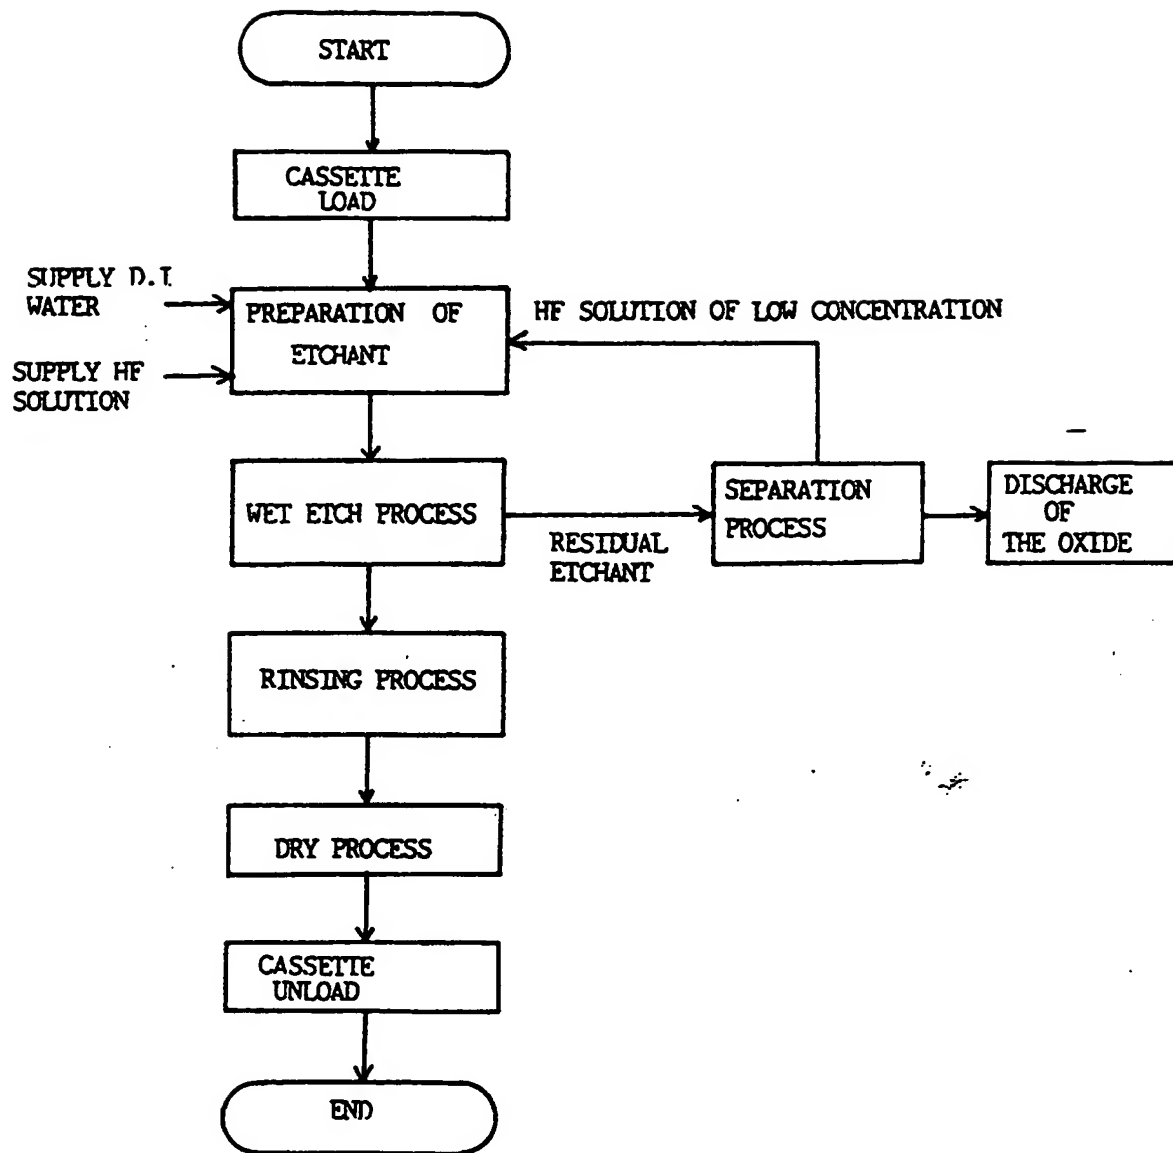 START
CASSETTE
LOAD
SUPPLY D.I.
WATER
PREPARATION OF
ETCHANT
HF SOLUTION OF LOW CONCENTRATION
SUPPLY HF
SOLUTION
WET ETCH PROCESS
RESIDUAL
ETCHANT
SEPARATION
PROCESS
DISCHARGE
OF
THE OXIDE
RINSING PROCESS
DRY PROCESS
CASSETTE
UNLOAD
END